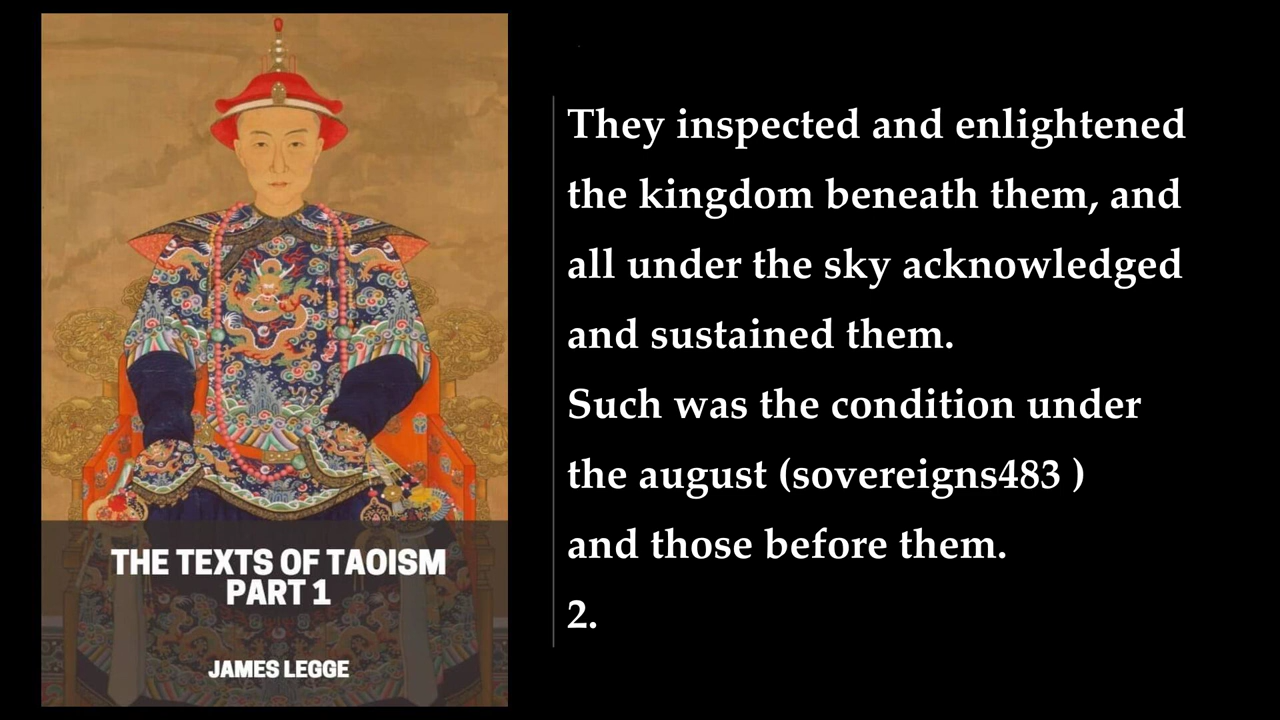 THE TEXTS OF TAOISM
PART 1
JAMES LEGGE
They inspected and enlightened
the kingdom beneath them, and
all under the sky acknowledged
and sustained them.
Such was the condition under
the august (sovereigns483 )
and those before them.
2.